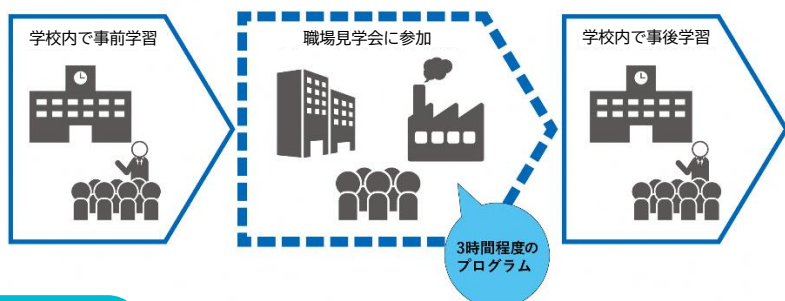 学校内で事前学習
職場見学会に参加
学校内で事後学習
3時間程度の
プログラム